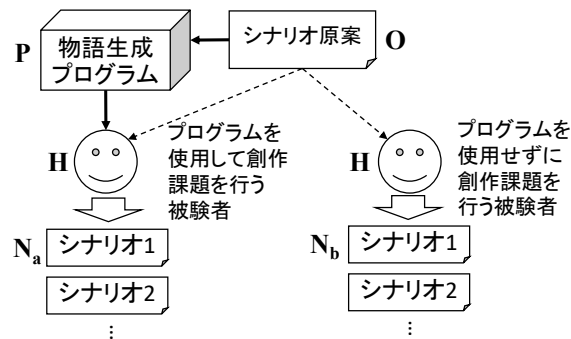 P
物語生成
プログラム
シナリオ原案
O
H
プログラムを
使用して創作
課題を行う
被験者
H
プログラムを
使用せずに
創作課題を
行う被験者
Na
シナリオ1
シナリオ2
⋮
Nb
シナリオ1
シナリオ2
⋮